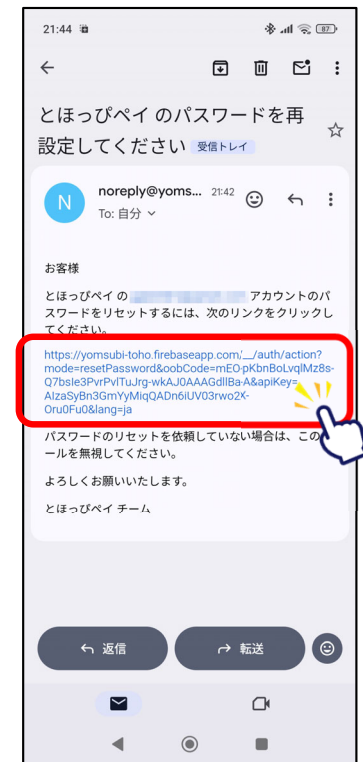 21:44
87
とほっぴペイ のパスワードを再
設定してください 受信トレイ
N
noreply@yoms... 21:42
To: 自分
お客様
とほっぴペイ の アカウントのパ
スワードをリセットするには、次のリンクをクリックし
てください。
https://yomsubi-toho.firebaseapp.com/__/auth/action?
mode=resetPassword&oobCode=mEO-pKbnBoLvqlMz8s-
Q7bsIe3PvrPvlTuJrg-wkAJ0AAAGdlIBa-A&apiKey=
AIzaSyBn3GmYyMiqQADn6iUV03rwo2X-
Oru0Fu0&lang=ja
パスワードのリセットを依頼していない場合は、この
ールを無視してください。
よろしくお願いいたします。
とほっぴペイ チーム
返信
転送